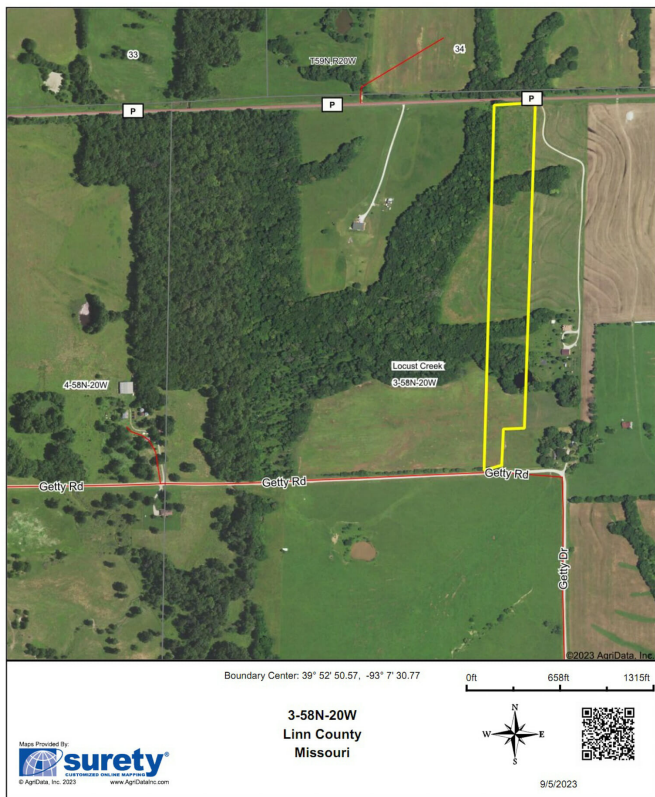 33
34
T59N,R20W
P
P
P
Locust Creek
3-58N-20W
4-58N-20W
Getty Rd
Getty Rd
Getty Rd
Getty Dr
©2023 AgriData, Inc.
Boundary Center: 39° 52' 50.57, -93° 7' 30.77
0ft 658ft 1315ft
3-58N-20W
Linn County
Missouri
N
W E
S
Maps Provided By:
surety®
CUSTOMIZED ONLINE MAPPING
© AgriData, Inc. 2023 www.AgriDataInc.com
9/5/2023